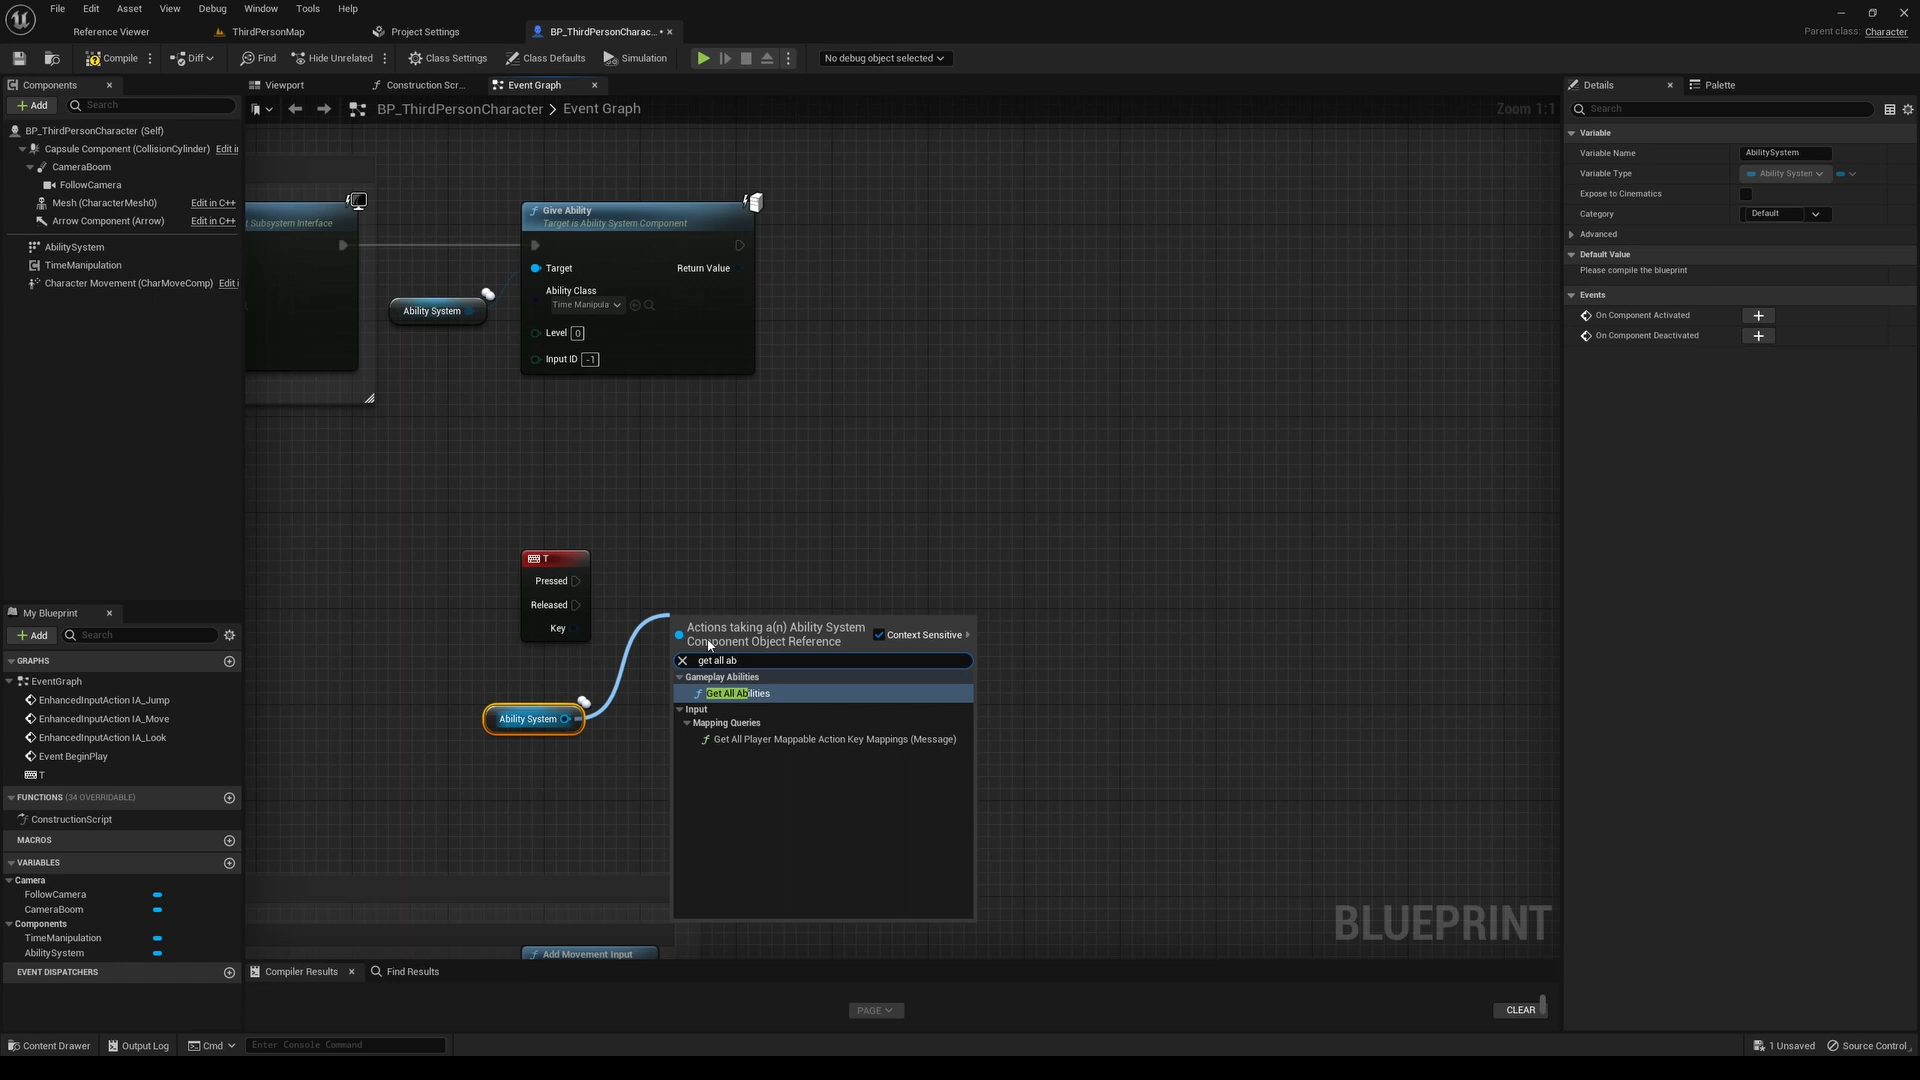 File Edit Asset View Debug Window Tools Help
Reference Viewer ThirdPersonMap Project Settings BP_ThirdPersonCharac... • ×
Parent class: Character
Compile Diff Find Hide Unrelated Class Settings Class Defaults Simulation No debug object selected
Components
+ Add Search
BP_ThirdPersonCharacter (Self)
Capsule Component (CollisionCylinder) Edit i
CameraBoom
FollowCamera
Mesh (CharacterMesh0) Edit in C++
Arrow Component (Arrow) Edit in C++
AbilitySystem
TimeManipulation
Character Movement (CharMoveComp) Edit i
My Blueprint
+ Add Search
GRAPHS
EventGraph
EnhancedInputAction IA_Jump
EnhancedInputAction IA_Move
EnhancedInputAction IA_Look
Event BeginPlay
T
FUNCTIONS (34 OVERRIDABLE)
ConstructionScript
MACROS
VARIABLES
Camera
FollowCamera
CameraBoom
Components
TimeManipulation
AbilitySystem
EVENT DISPATCHERS
Viewport Construction Scr... Event Graph
BP_ThirdPersonCharacter > Event Graph
Zoom 1:1
t Subsystem Interface
Give Ability
Target is Ability System Component
Target Return Value
Ability Class
Time Manipula
Level 0
Input ID -1
Ability System
T
Pressed
Released
Key
Ability System
Actions taking a(n) Ability System
Component Object Reference
Context Sensitive
get all ab
Gameplay Abilities
Get All Abilities
Input
Mapping Queries
Get All Player Mappable Action Key Mappings (Message)
Add Movement Input
BLUEPRINT
Compiler Results Find Results
PAGE
CLEAR
Details Palette
Search
Variable
Variable Name AbilitySystem
Variable Type Ability System
Expose to Cinematics
Category Default
Advanced
Default Value
Please compile the blueprint
Events
On Component Activated
On Component Deactivated
Content Drawer Output Log Cmd Enter Console Command
1 Unsaved Source Control